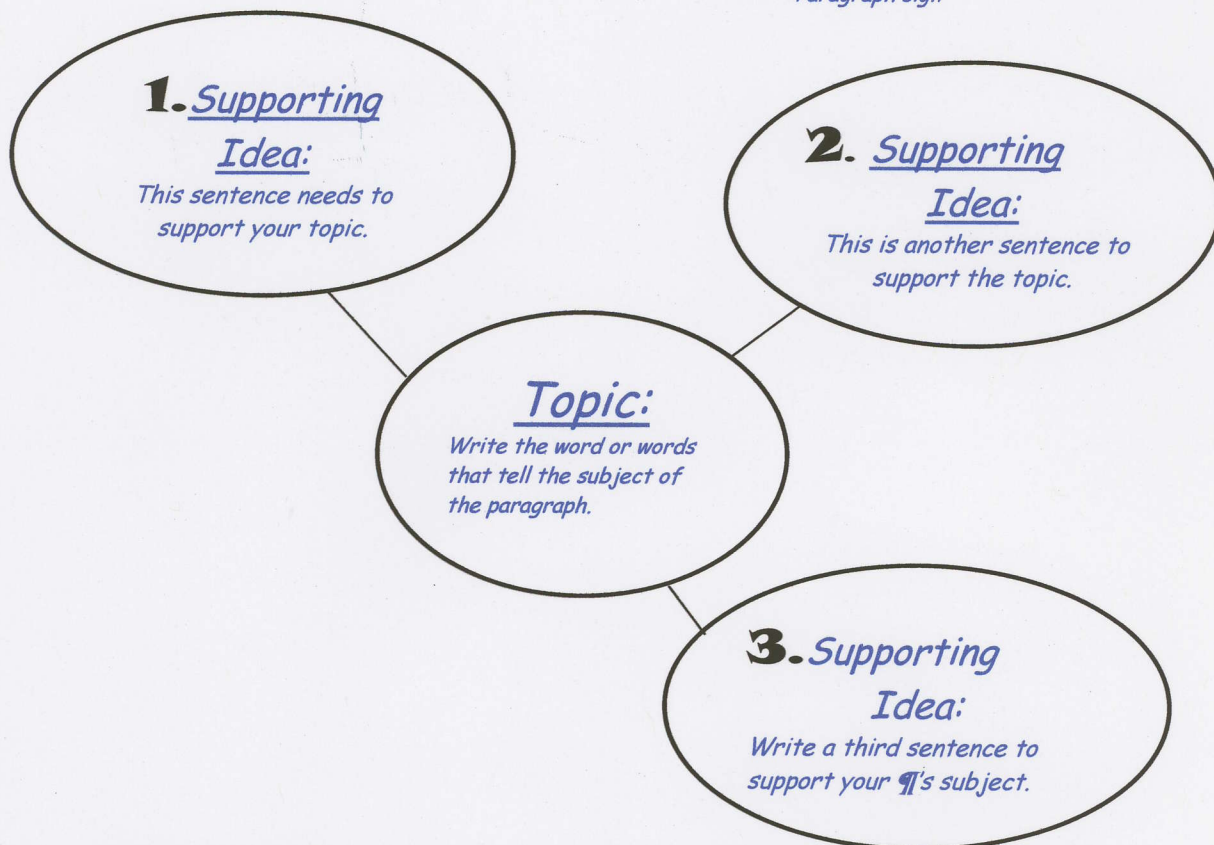 Paragraph Sign
1. Supporting
Idea:
This sentence needs to
support your topic.
2. Supporting
Idea:
This is another sentence to
support the topic.
Topic:
Write the word or words
that tell the subject of
the paragraph.
3. Supporting
Idea:
Write a third sentence to
support your ¶'s subject.